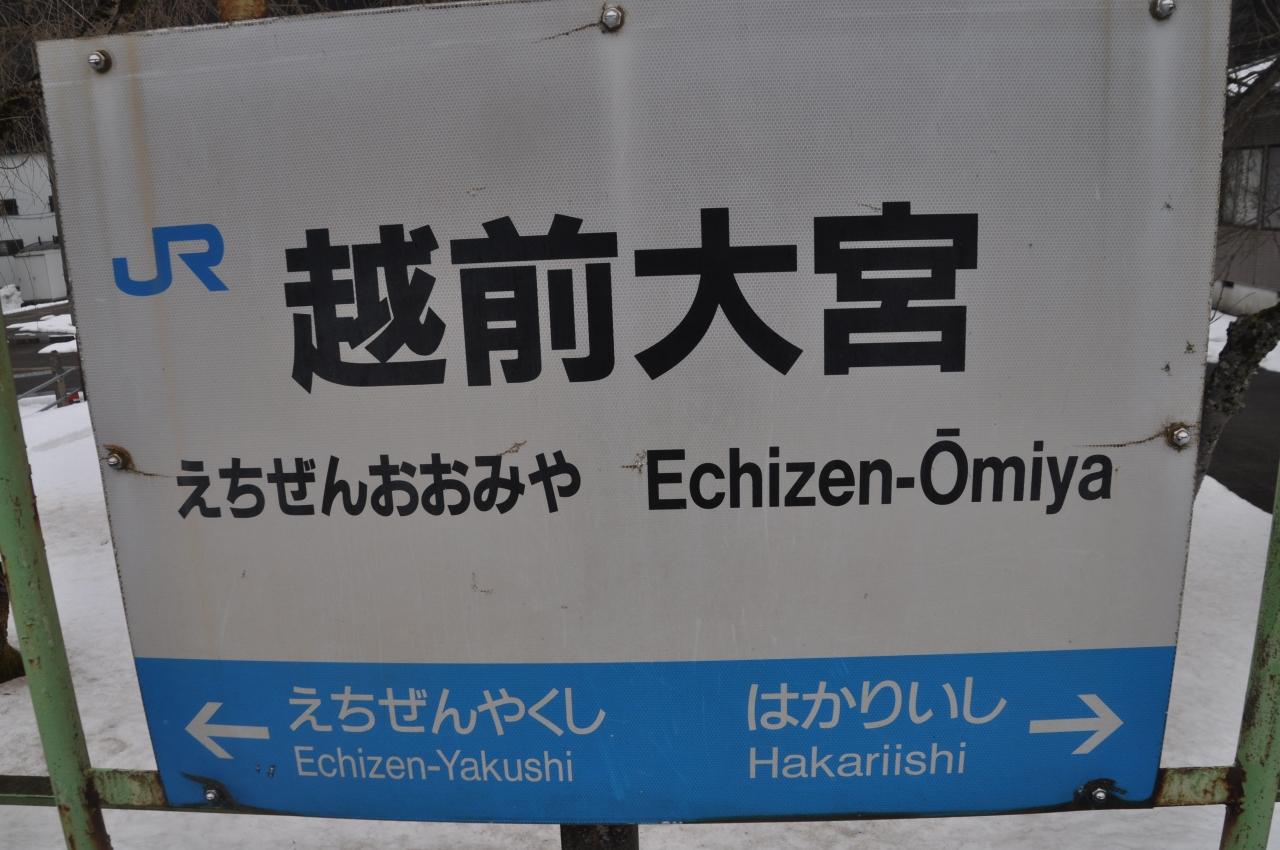 JR 越前大宮
えちぜんおおみや Echizen-Ōmiya
← えちぜんやくし はかりいし →
Echizen-Yakushi Hakariishi